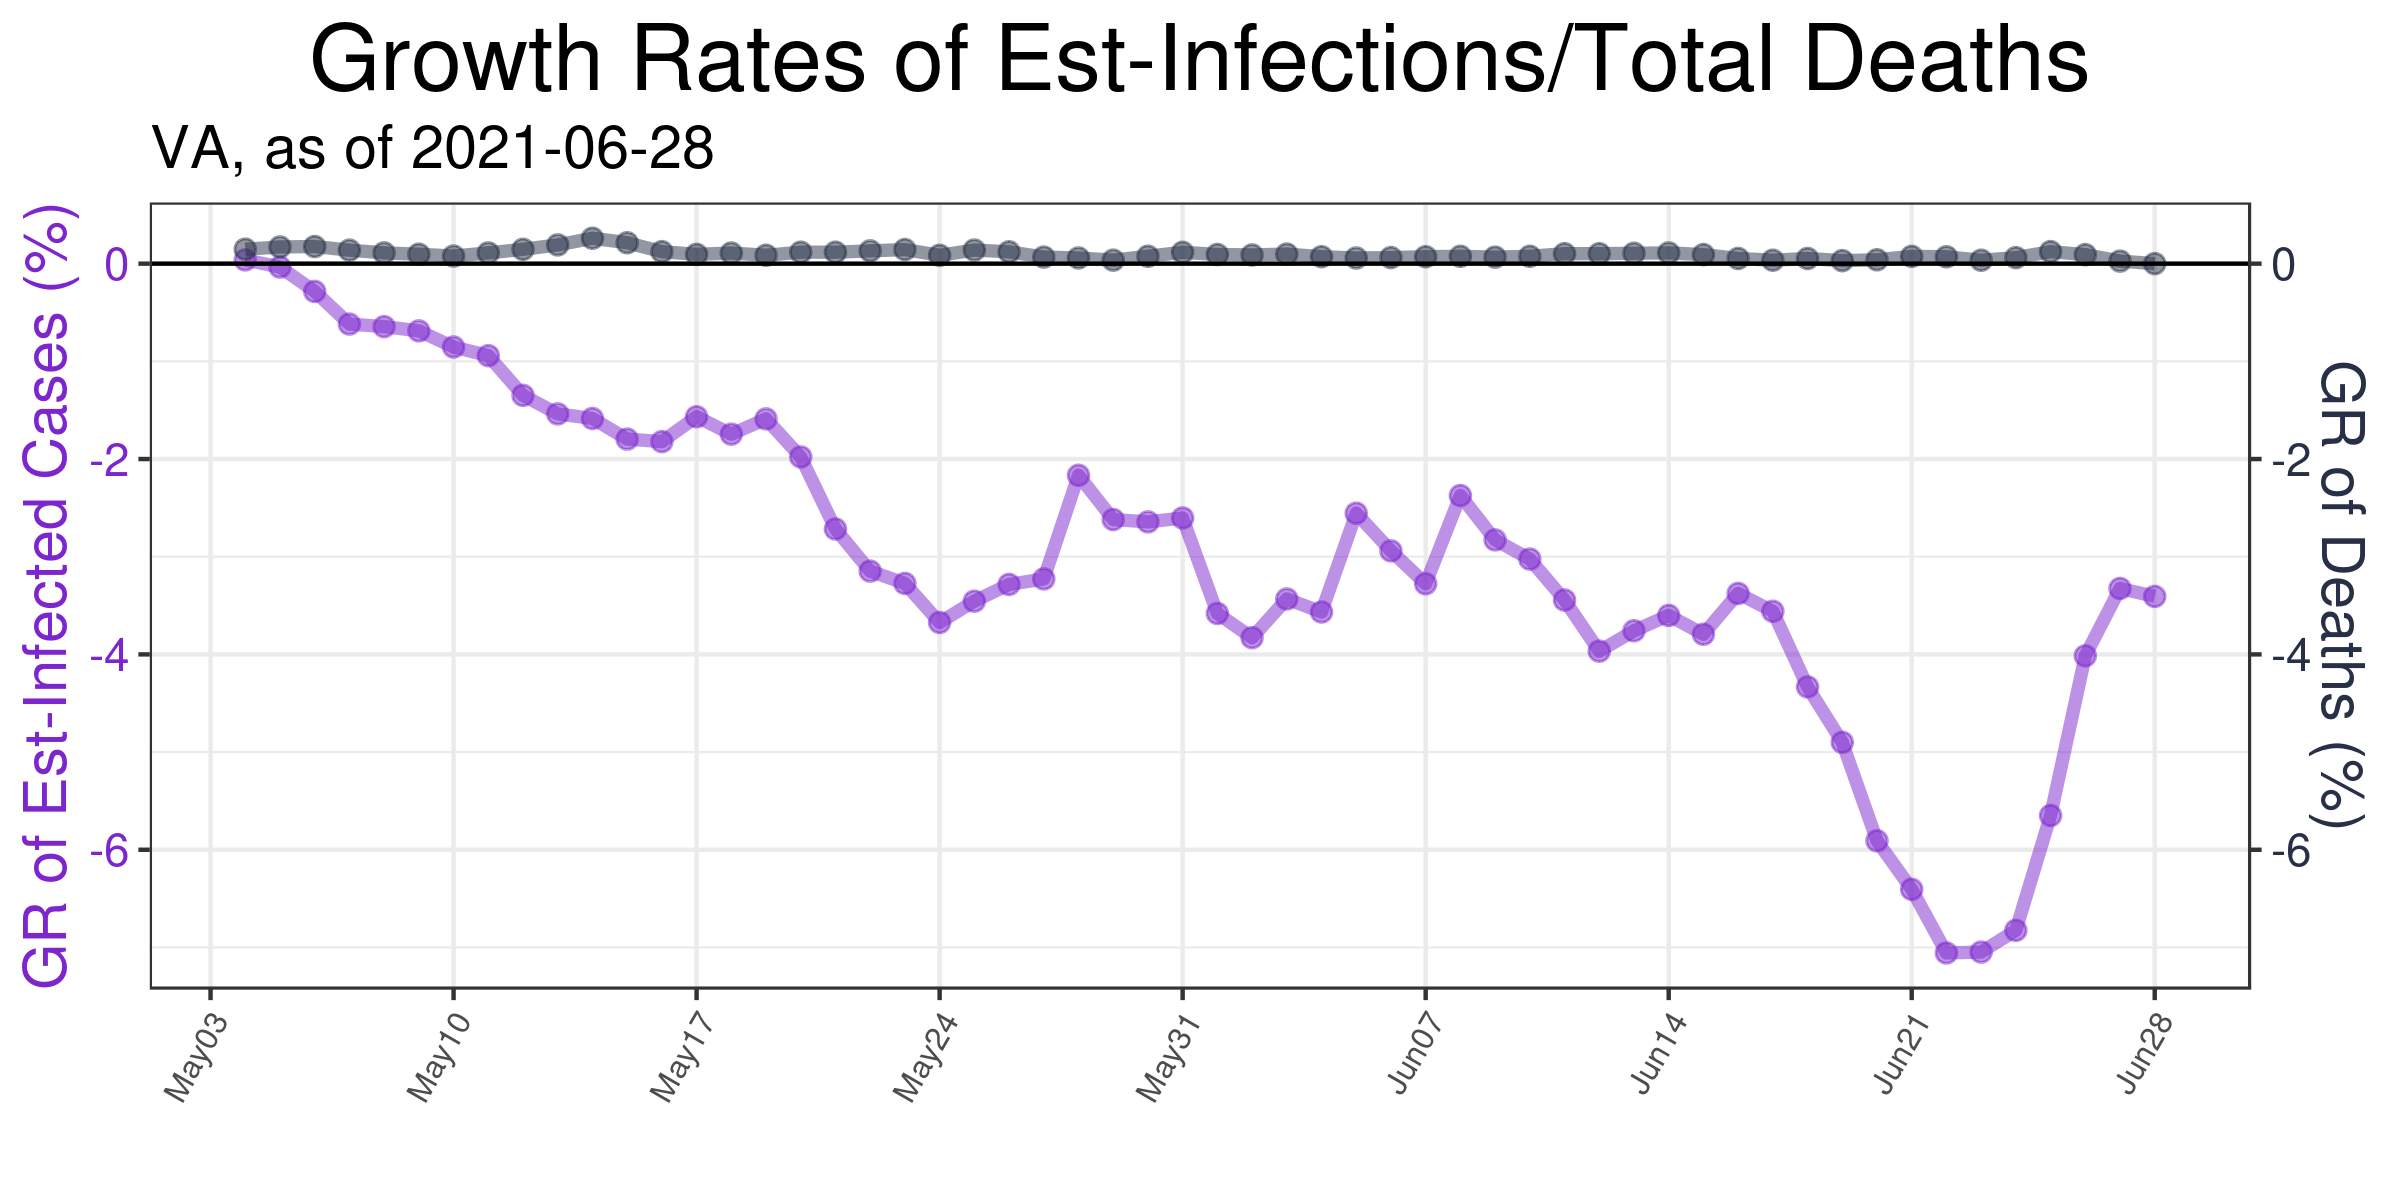 Growth Rates of Est-Infections/Total Deaths
VA, as of 2021-06-28
GR of Est-Infected Cases (%)
0
-2
-4
-6
0
-2
-4
-6
GR of Deaths (%)
May03
May10
May17
May24
May31
Jun07
Jun14
Jun21
Jun28